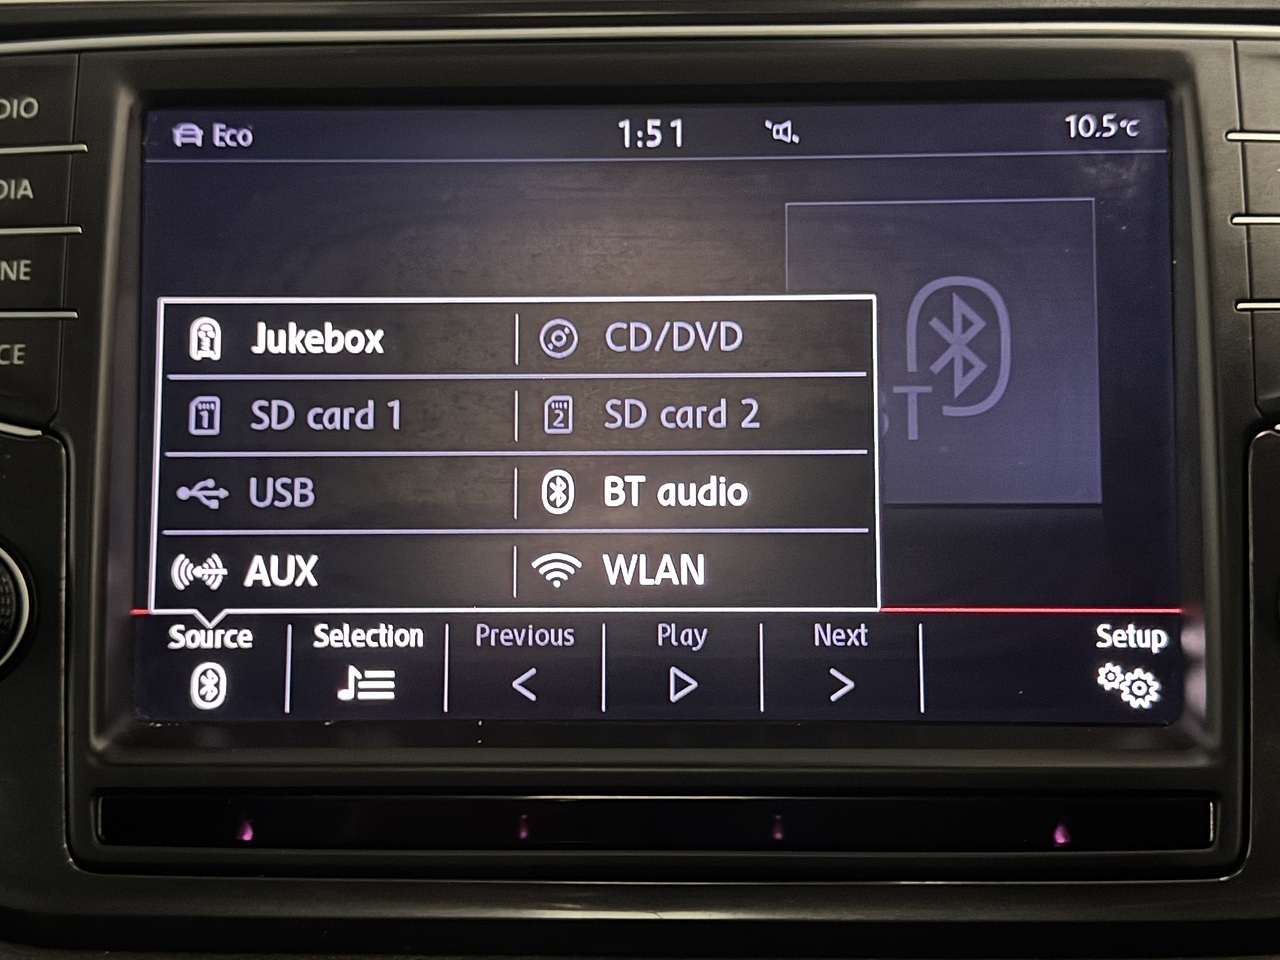 Eco 1:51 10.5°C
Jukebox CD/DVD
SD card 1 SD card 2
USB BT audio
AUX WLAN
Source Selection Previous Play Next Setup